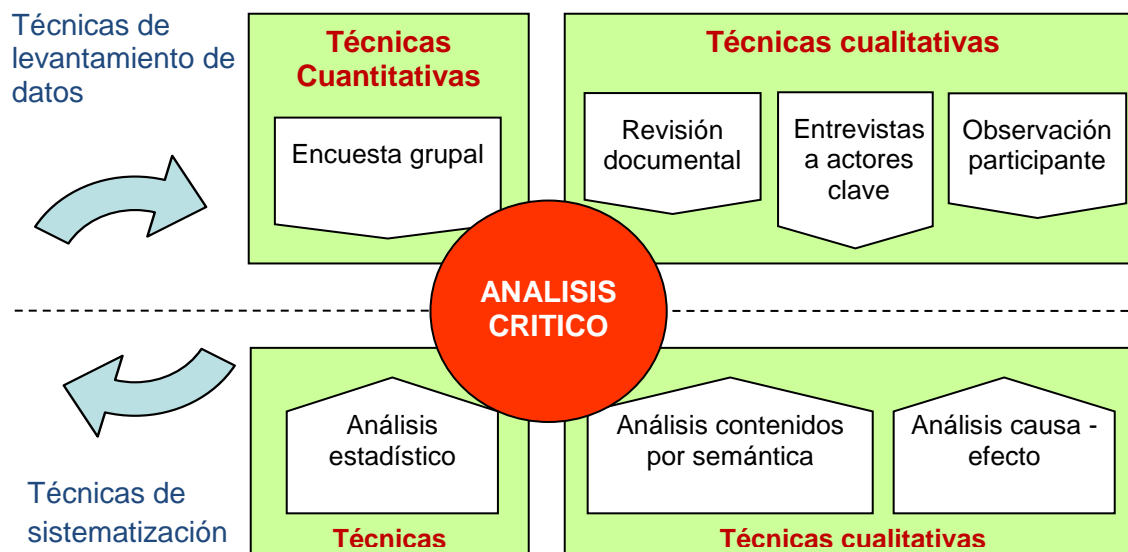 Técnicas de
levantamiento de
datos
Técnicas
Cuantitativas
Encuesta grupal
Técnicas cualitativas
Revisión
documental
Entrevistas
a actores
clave
Observación
participante
ANALISIS
CRITICO
Técnicas de
sistematización
Análisis
estadístico
Técnicas
Análisis contenidos
por semántica
Análisis causa -
efecto
Técnicas cualitativas